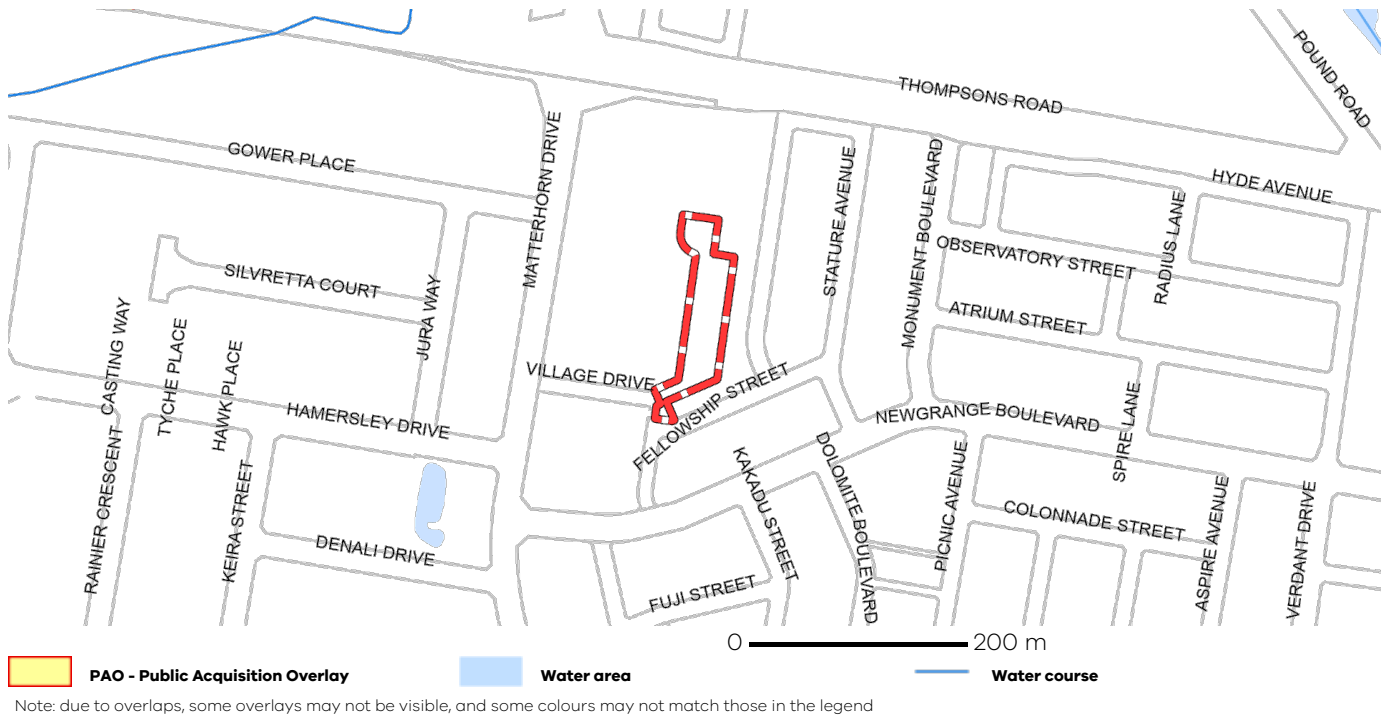 THOMPSONS ROAD
POUND ROAD
GOWER PLACE
MATTERHORN DRIVE
HYDE AVENUE
STATURE AVENUE
MONUMENT BOULEVARD
RADIUS LANE
OBSERVATORY STREET
SILVRETTA COURT
JURA WAY
ATRIUM STREET
CASTING WAY
TYCHE PLACE
HAWK PLACE
VILLAGE DRIVE
FELLOWSHIP STREET
HAMERSLEY DRIVE
NEWGRANGE BOULEVARD
SPIRE LANE
RAINIER CRESCENT
KEIRA STREET
KAKADU STREET
DOLOMITE BOULEVARD
PICNIC AVENUE
COLONNADE STREET
ASPIRE AVENUE
VERDANT DRIVE
DENALI DRIVE
FUJI STREET
0 200 m
PAO - Public Acquisition Overlay
Water area
Water course
Note: due to overlaps, some overlays may not be visible, and some colours may not match those in the legend